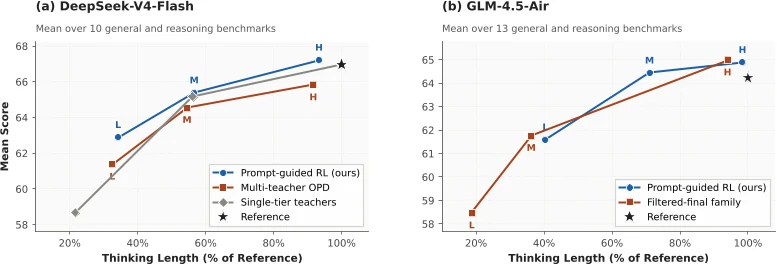 (a) DeepSeek-V4-Flash
Mean over 10 general and reasoning benchmarks
68
66
64
62
60
58
Mean Score
H
M
L
H
M
L
Prompt-guided RL (ours)
Multi-teacher OPD
Single-tier teachers
Reference
20%
40%
60%
80%
100%
Thinking Length (% of Reference)
(b) GLM-4.5-Air
Mean over 13 general and reasoning benchmarks
65
64
63
62
61
60
59
58
H
M
H
L
M
L
Prompt-guided RL (ours)
Filtered-final family
Reference
20%
40%
60%
80%
100%
Thinking Length (% of Reference)